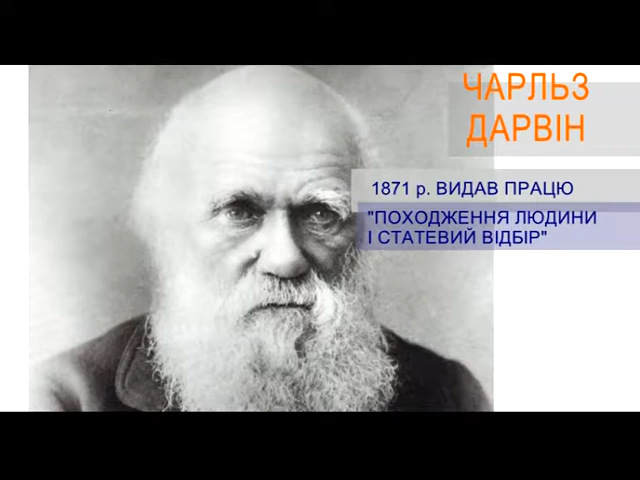 ЧАРЛЬЗ
ДАРВІН
1871 р. ВИДАВ ПРАЦЮ
"ПОХОДЖЕННЯ ЛЮДИНИ
І СТАТЕВИЙ ВІДБІР"